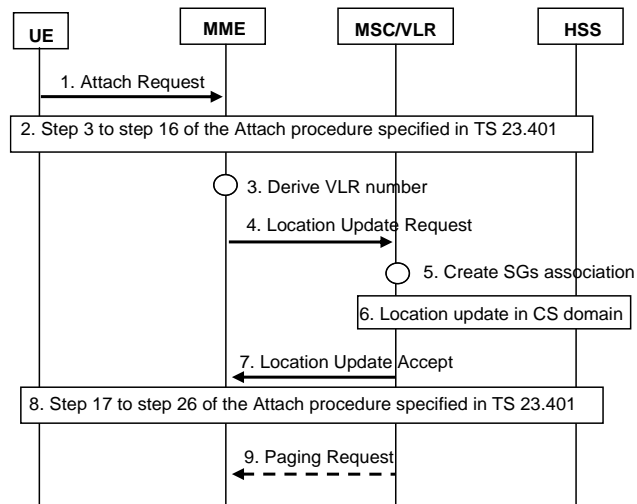 UE
MME
MSC/VLR
HSS
1. Attach Request
2. Step 3 to step 16 of the Attach procedure specified in TS 23.401
3. Derive VLR number
4. Location Update Request
5. Create SGs association
6. Location update in CS domain
7. Location Update Accept
8. Step 17 to step 26 of the Attach procedure specified in TS 23.401
9. Paging Request